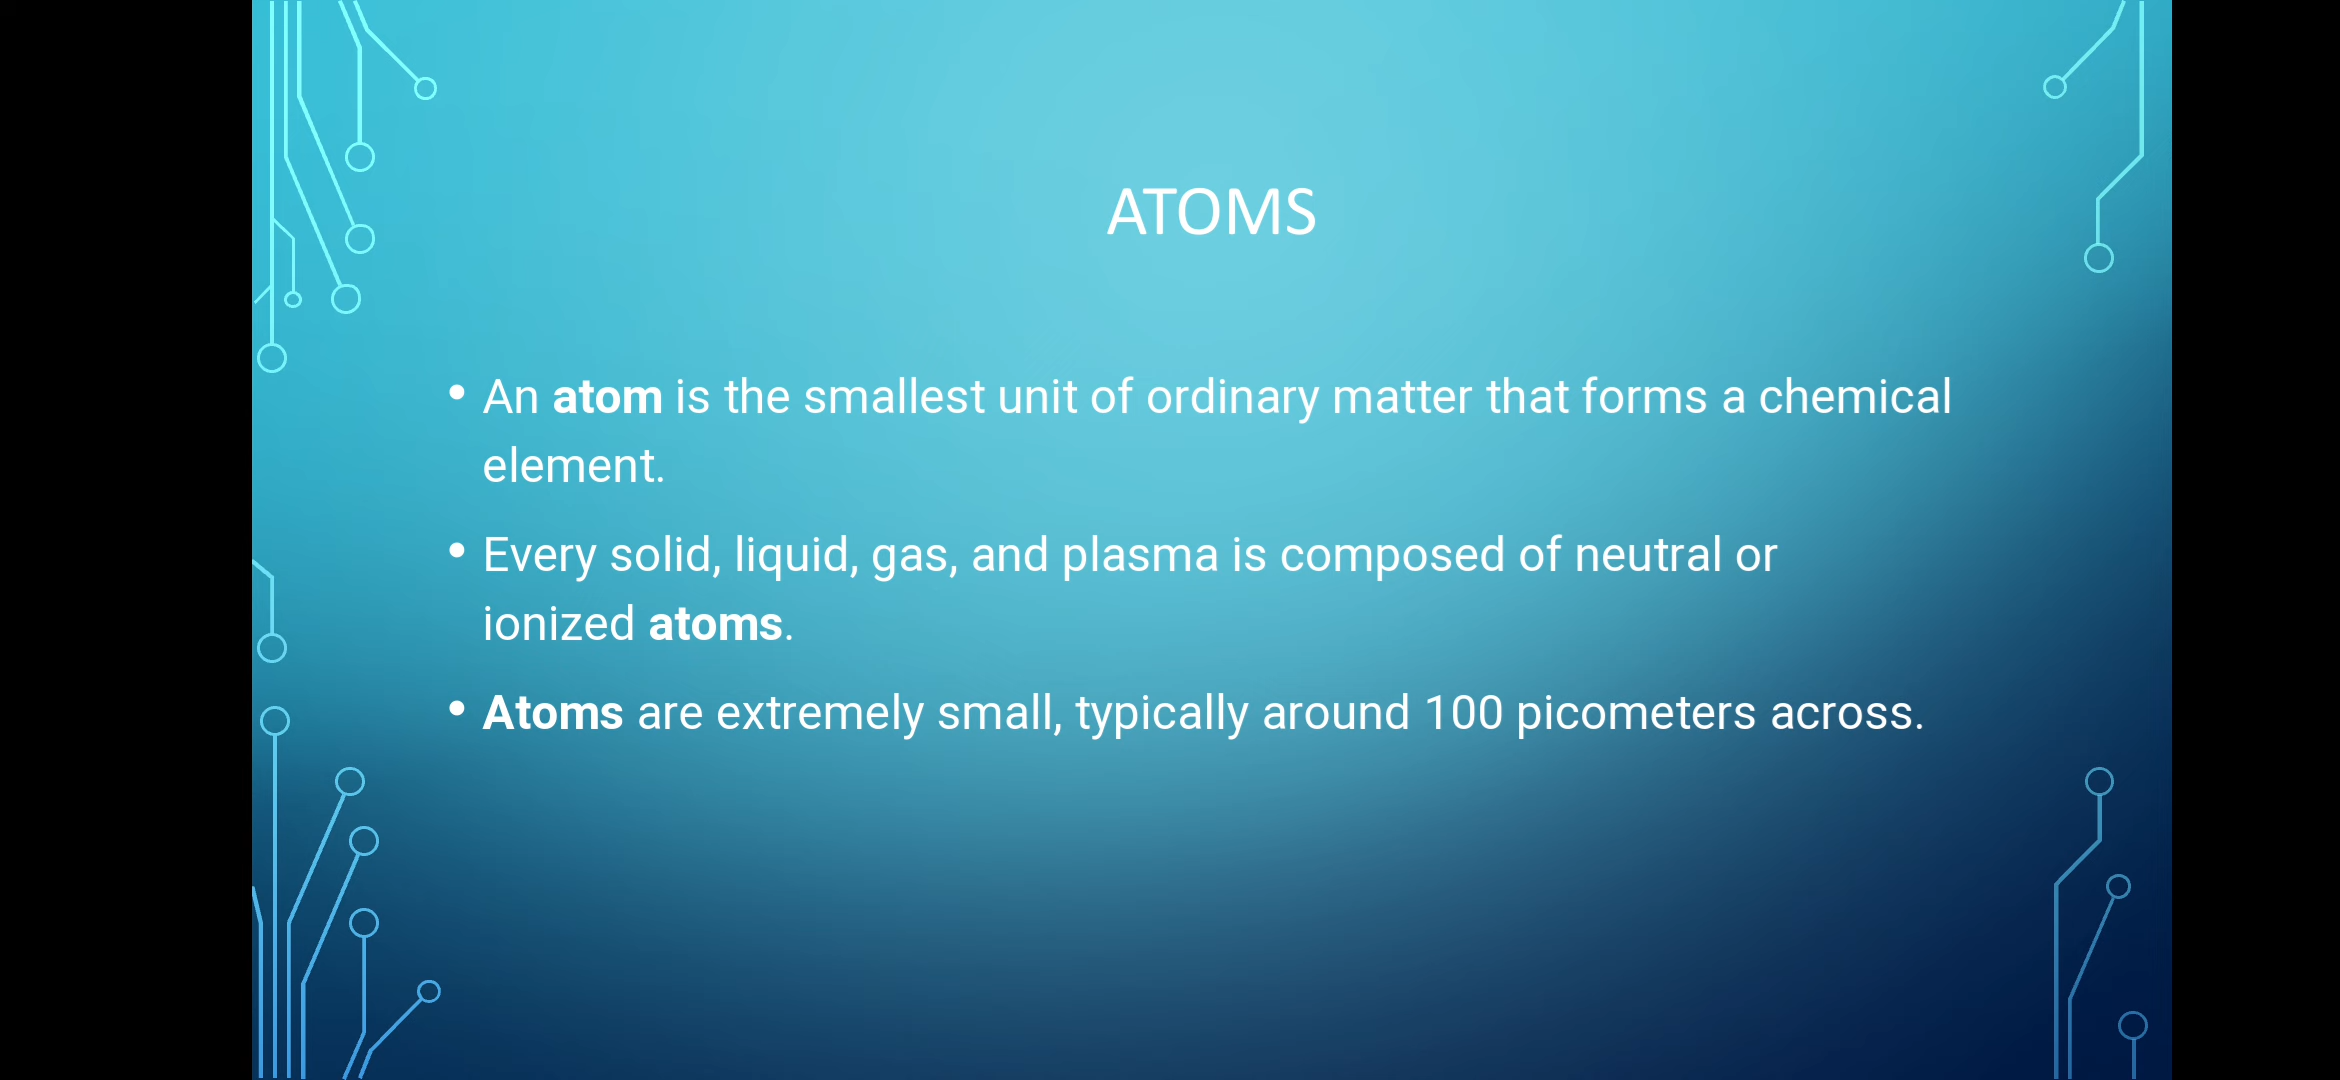 ATOMS
• An atom is the smallest unit of ordinary matter that forms a chemical
element.
• Every solid, liquid, gas, and plasma is composed of neutral or
ionized atoms.
• Atoms are extremely small, typically around 100 picometers across.